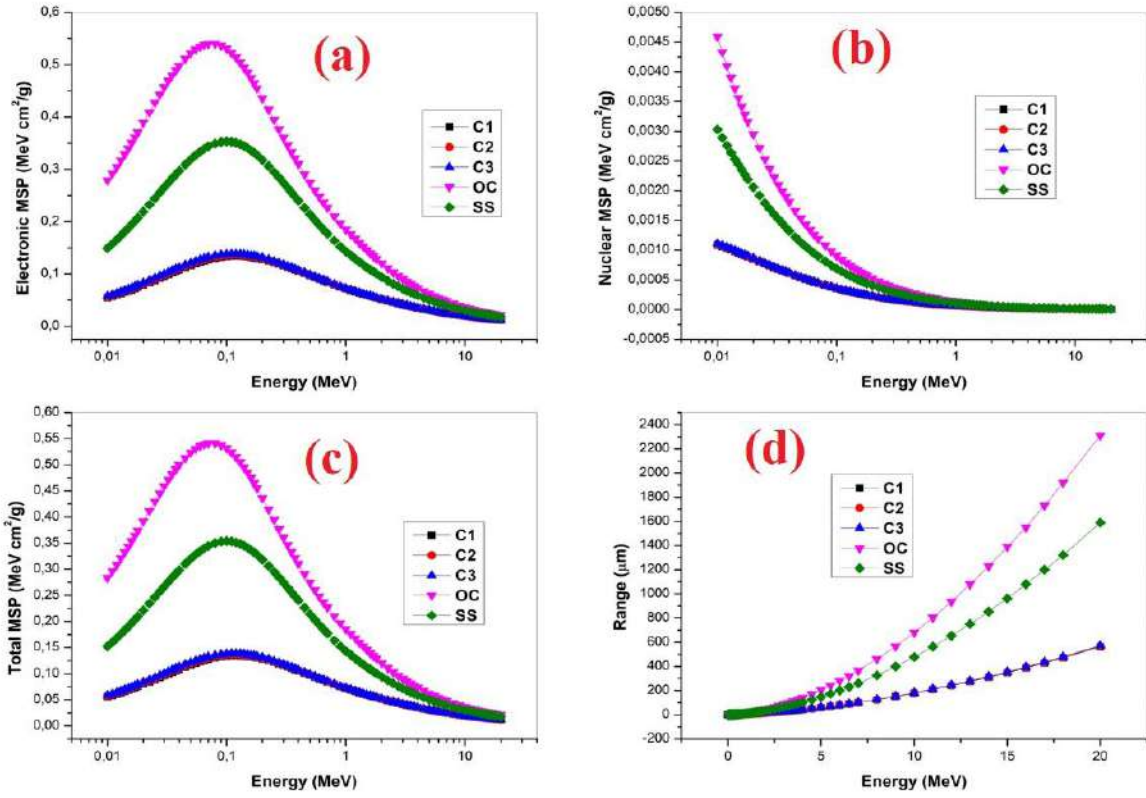 (a)
Electronic MSP (MeV cm²/g)
0,6
0,5
0,4
0,3
0,2
0,1
0,0
C1
C2
C3
OC
SS
0,01 0,1 1 10
Energy (MeV)
(b)
Nuclear MSP (MeV cm²/g)
0,0050
0,0045
0,0040
0,0035
0,0030
0,0025
0,0020
0,0015
0,0010
0,0005
0,0000
-0,0005
C1
C2
C3
OC
SS
0,01 0,1 1 10
Energy (MeV)
(c)
Total MSP (MeV cm²/g)
0,60
0,55
0,50
0,45
0,40
0,35
0,30
0,25
0,20
0,15
0,10
0,05
0,00
C1
C2
C3
OC
SS
0,01 0,1 1 10
Energy (MeV)
(d)
Range (μm)
2400
2200
2000
1800
1600
1400
1200
1000
800
600
400
200
0
-200
C1
C2
C3
OC
SS
0 5 10 15 20
Energy (MeV)